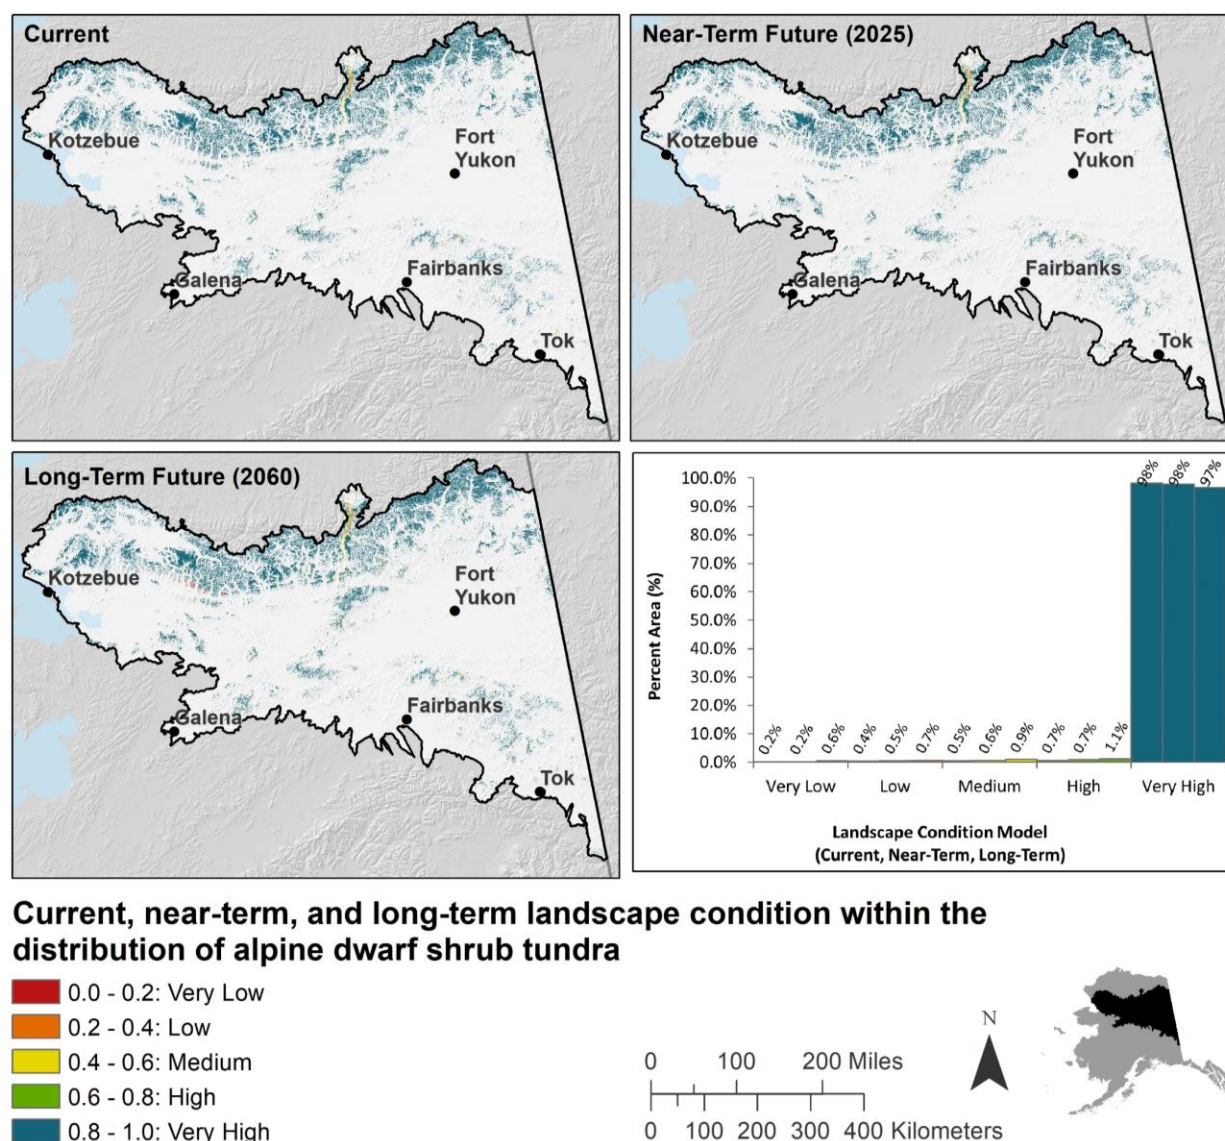 Current
Kotzebue
Fort
Yukon
Galena
Fairbanks
Tok
Near-Term Future (2025)
Kotzebue
Fort
Yukon
Galena
Fairbanks
Tok
Long-Term Future (2060)
Kotzebue
Fort
Yukon
Galena
Fairbanks
Tok
Percent Area (%)
100.0%
90.0%
80.0%
70.0%
60.0%
50.0%
40.0%
30.0%
20.0%
10.0%
0.0%
0.2% 0.2% 0.6% 0.4% 0.5% 0.7% 0.5% 0.6% 0.9% 0.7% 0.7% 1.1% 98% 98% 97%
Very Low Low Medium High Very High
Landscape Condition Model
(Current, Near-Term, Long-Term)
Current, near-term, and long-term landscape condition within the
distribution of alpine dwarf shrub tundra
0.0 - 0.2: Very Low
0.2 - 0.4: Low
0.4 - 0.6: Medium
0.6 - 0.8: High
0.8 - 1.0: Very High
0 100 200 Miles
0 100 200 300 400 Kilometers
N